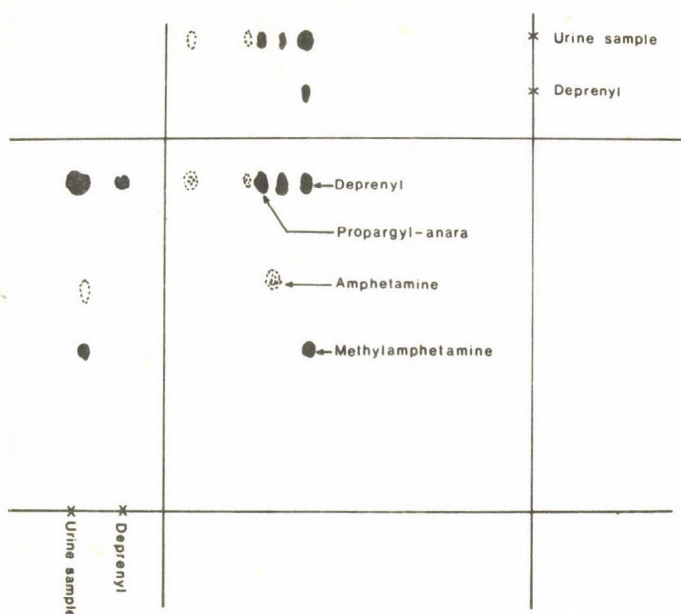 Urine sample
Deprenyl
Deprenyl
Propargyl-anara
Amphetamine
Methylamphetamine
Urine sample
Deprenyl